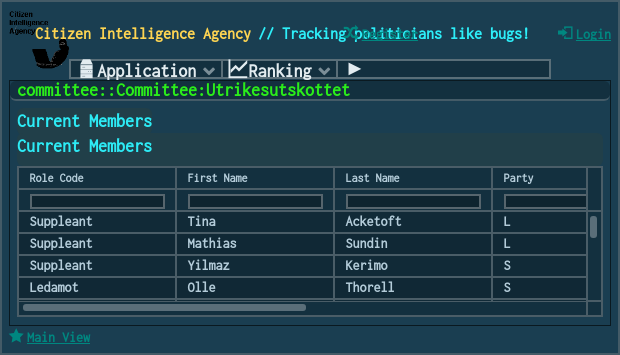 Citizen
Intelligence
Agency
Citizen Intelligence Agency // Tracking politicians like bugs!
Register
Login
Application
Ranking
committee::Committee:Utrikesutskottet
Current Members
Current Members
Role Code First Name Last Name Party
Suppleant Tina Acketoft L
Suppleant Mathias Sundin L
Suppleant Yilmaz Kerimo S
Ledamot Olle Thorell S
Main View